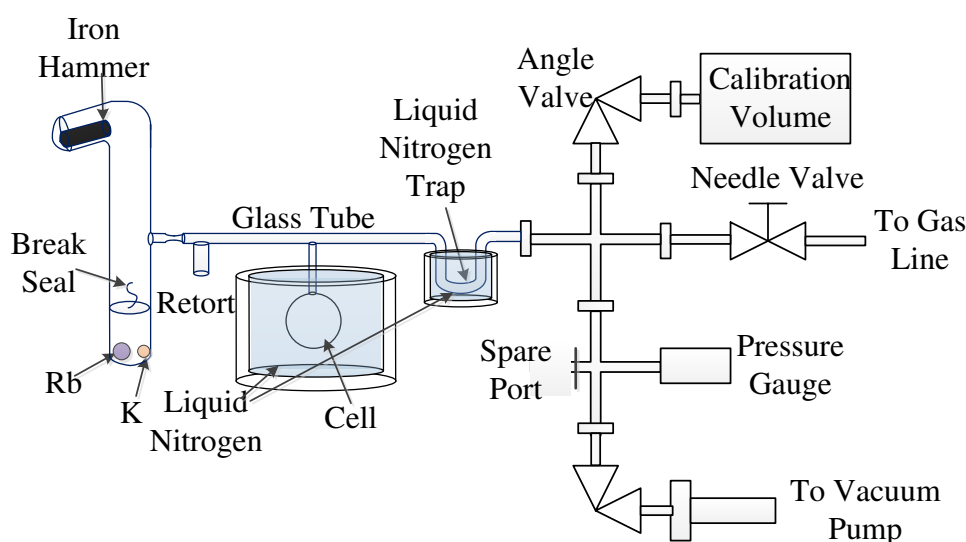 Iron
Hammer
Angle
Valve
Calibration
Volume
Liquid
Nitrogen
Trap
Needle Valve
Glass Tube
To Gas
Line
Break
Seal
Retort
Rb
K
Liquid
Nitrogen
Cell
Spare
Port
Pressure
Gauge
To Vacuum
Pump